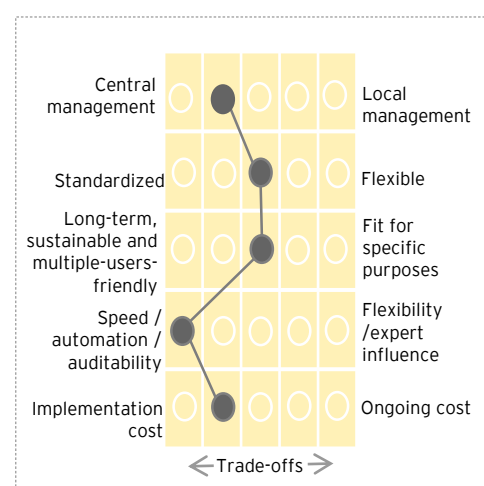 Central
management
Local
management
Standardized
Flexible
Long-term,
sustainable and
multiple-users-
friendly
Fit for
specific
purposes
Speed /
automation /
auditability
Flexibility
/expert
influence
Implementation
cost
Ongoing cost
Trade-offs